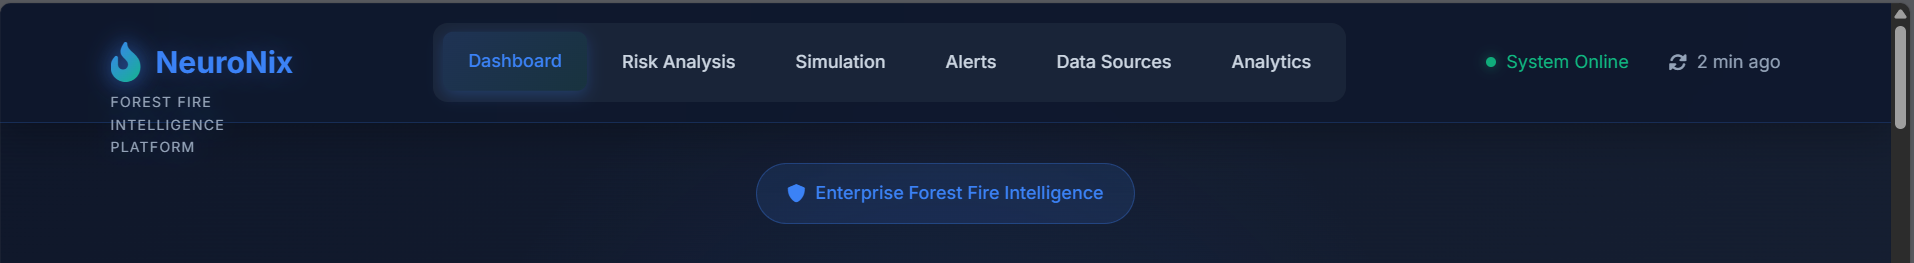 NeuroNix
FOREST FIRE
INTELLIGENCE
PLATFORM
Dashboard
Risk Analysis
Simulation
Alerts
Data Sources
Analytics
System Online
2 min ago
Enterprise Forest Fire Intelligence